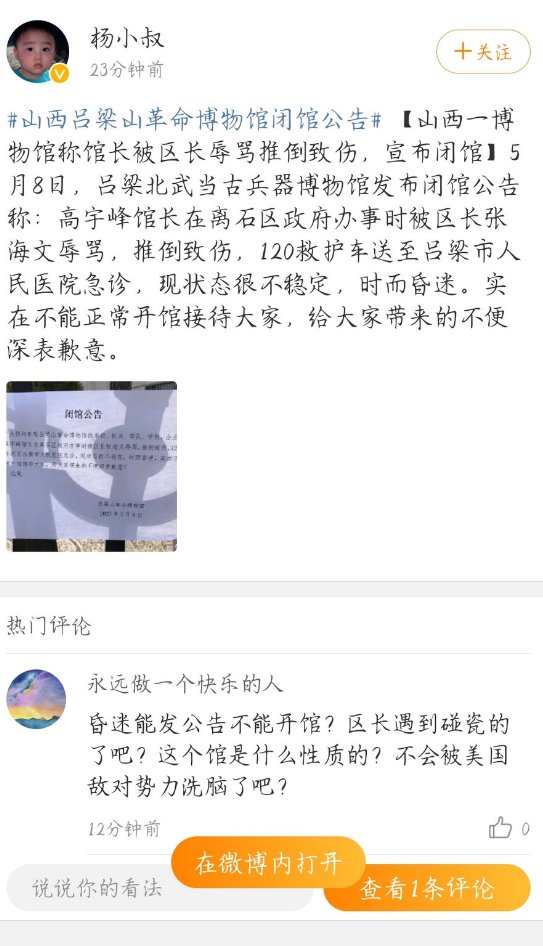 杨小叔
23分钟前
+关注
#山西吕梁山革命博物馆闭馆公告# 【山西一博
物馆称馆长被区长辱骂推倒致伤，宣布闭馆】5
月8日，吕梁北武当古兵器博物馆发布闭馆公告
称：高宇峰馆长在离石区政府办事时被区长张
海文辱骂，推倒致伤，120救护车送至吕梁市人
民医院急诊，现状态很不稳定，时而昏迷。实
在不能正常开馆接待大家，给大家带来的不便
深表歉意。
闭馆公告
吕梁山革命博物馆
热门评论
永远做一个快乐的人
昏迷能发公告不能开馆？区长遇到碰瓷的
了吧？这个馆是什么性质的？不会被美国
敌对势力洗脑了吧？
12分钟前
0
在微博内打开
说说你的看法
查看1条评论